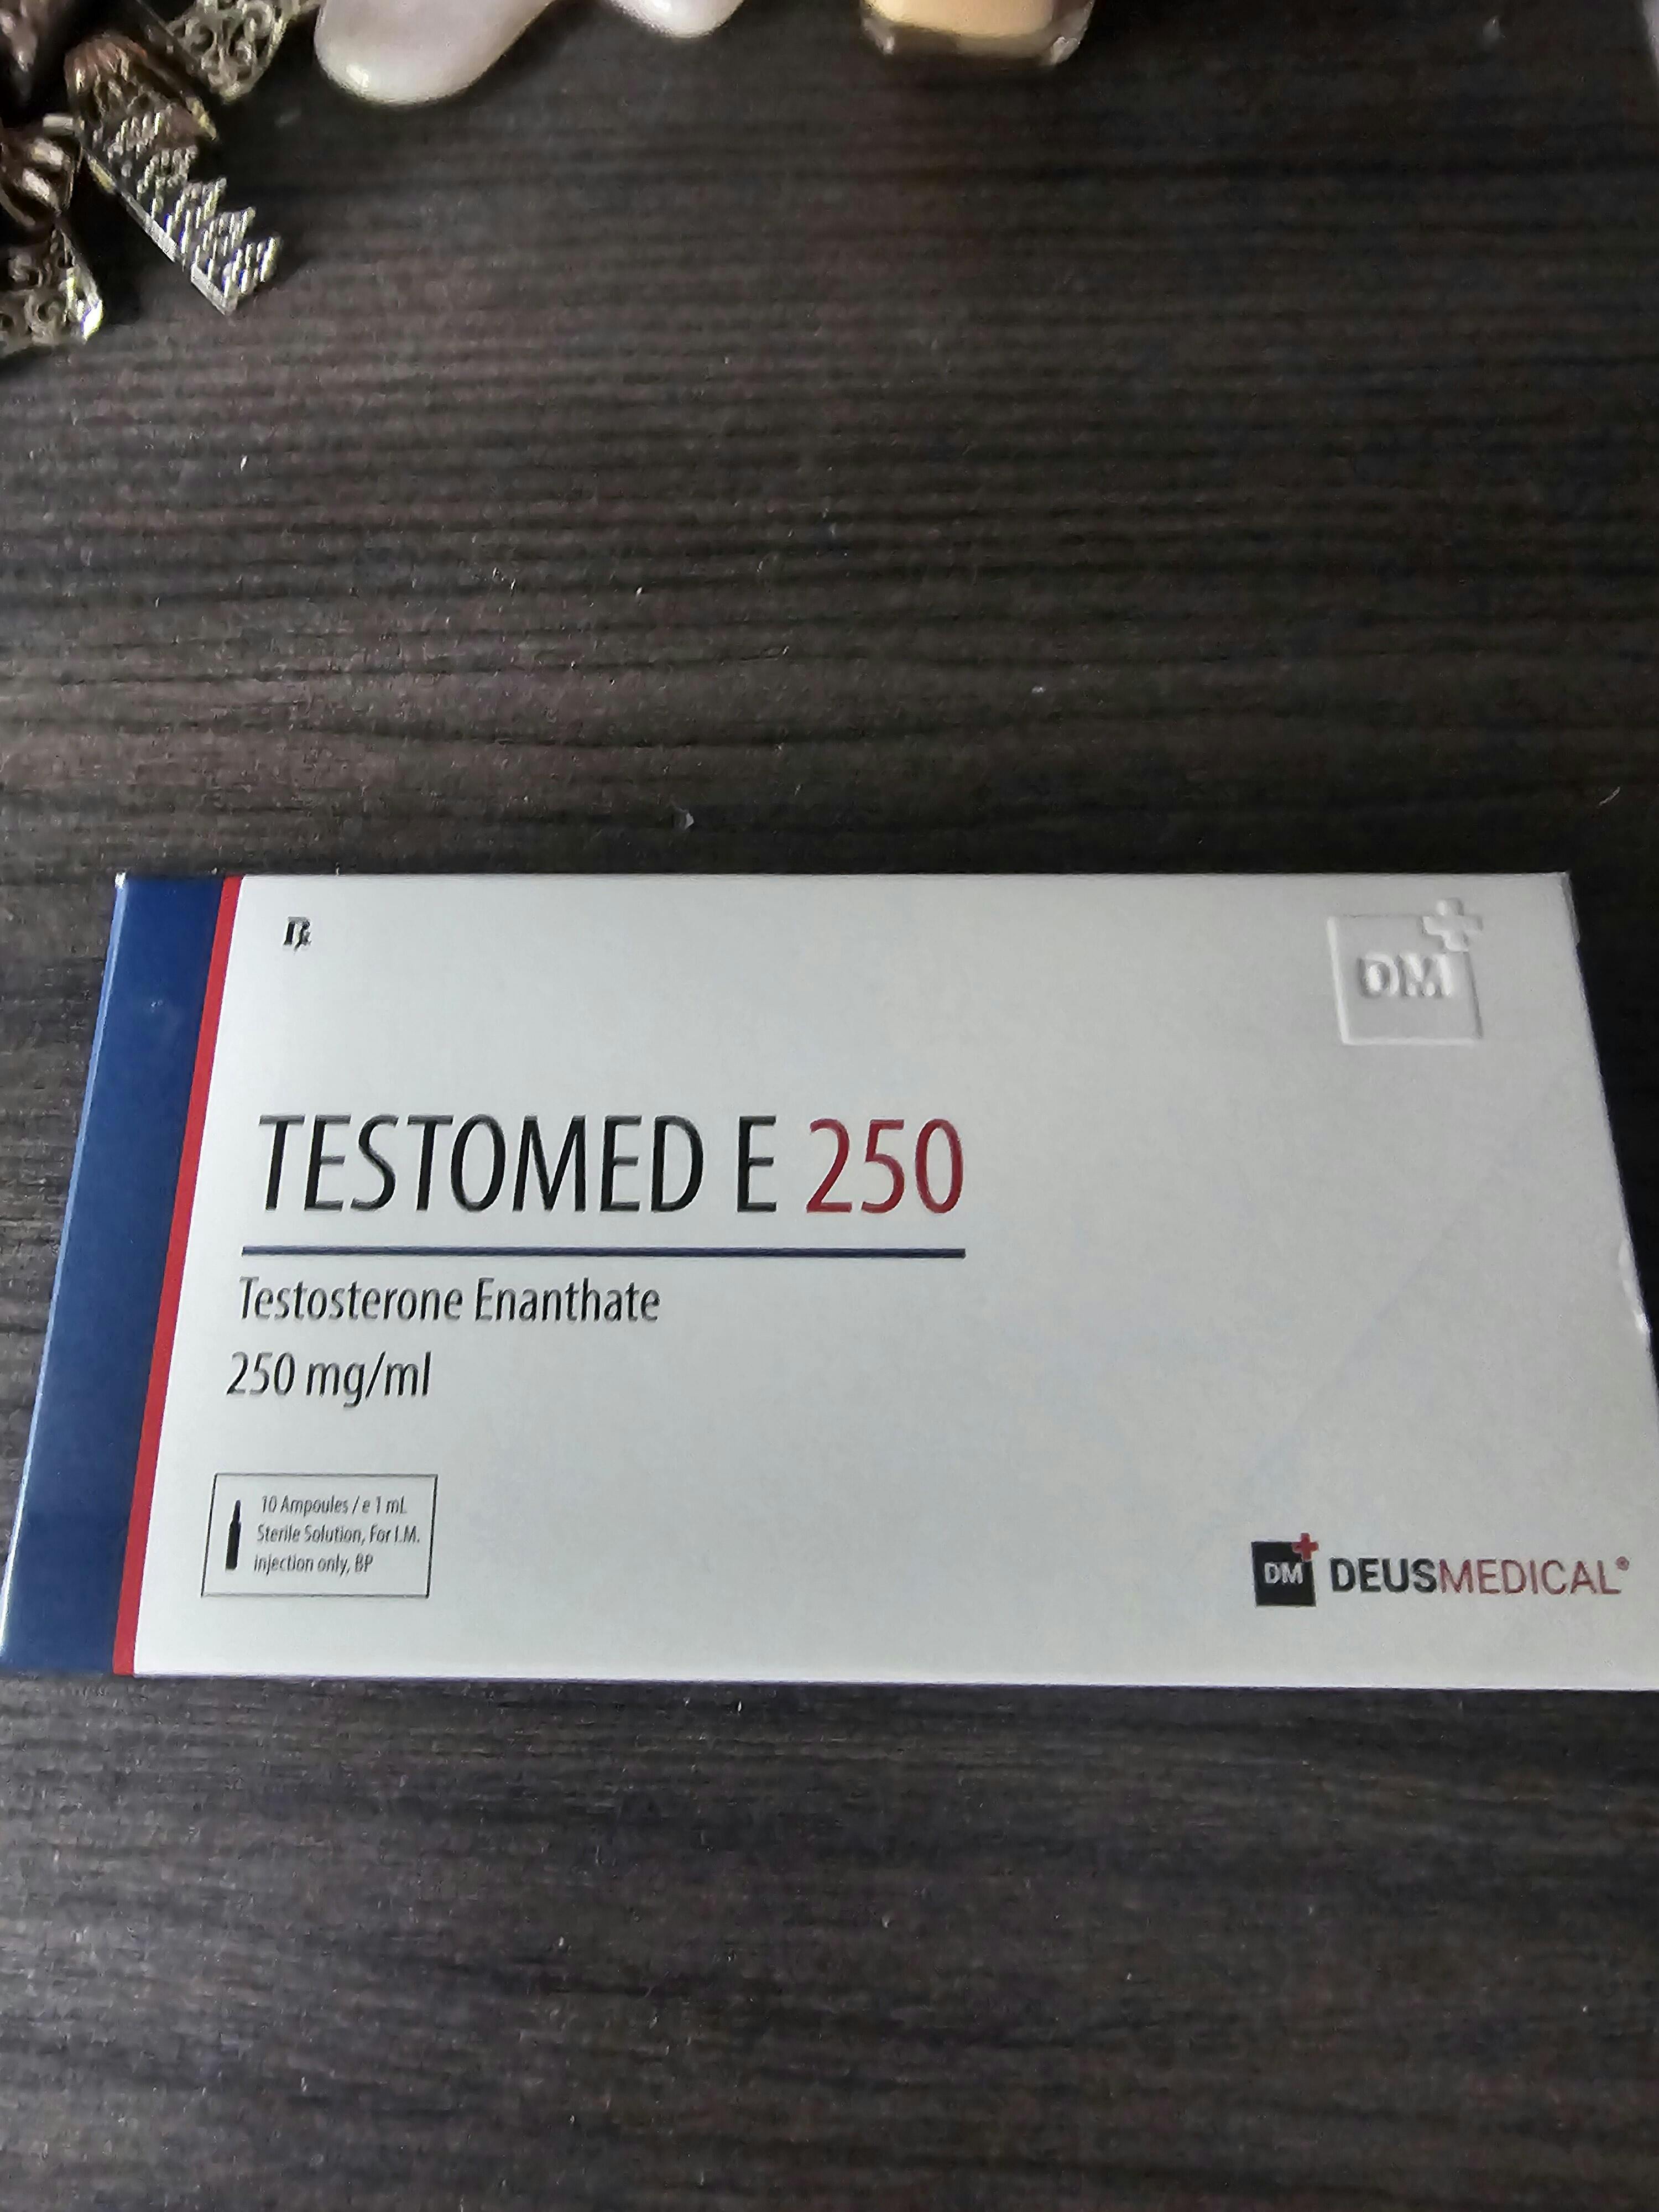 ℞
DM
TESTOMED E 250
Testosterone Enanthate
250 mg/ml
10 Ampoules / e 1 mL
Sterile Solution, For I.M.
injection only, BP
DM DEUSMEDICAL®